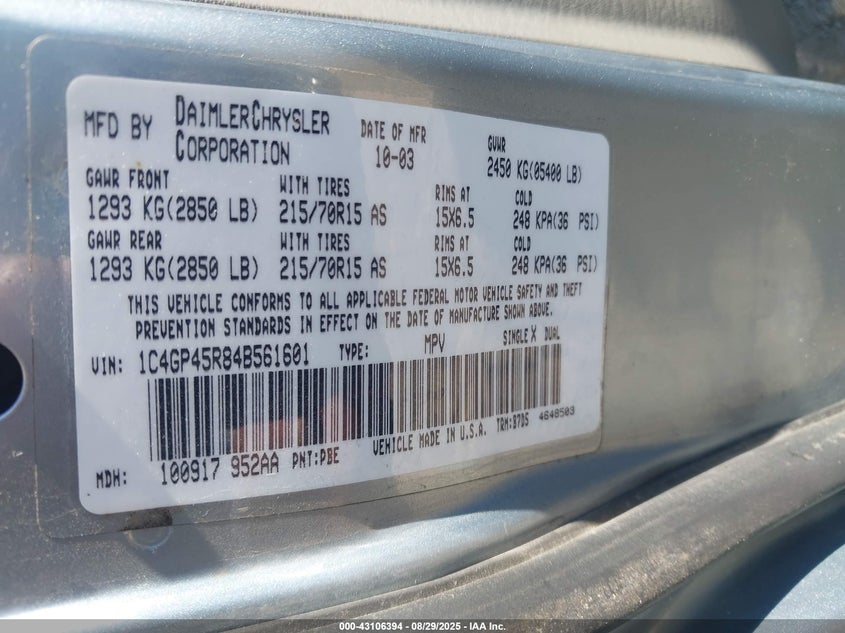 MFD BY DAIMLERCHRYSLER CORPORATION
DATE OF MFR 10-03
GVWR 2450 KG(05400 LB)
GAWR FRONT WITH TIRES RIMS AT COLD
1293 KG(2850 LB) 215/70R15 AS 15X6.5 248 KPA(36 PSI)
GAWR REAR WITH TIRES RIMS AT COLD
1293 KG(2850 LB) 215/70R15 AS 15X6.5 248 KPA(36 PSI)
THIS VEHICLE CONFORMS TO ALL APPLICABLE FEDERAL MOTOR VEHICLE SAFETY AND THEFT
PREVENTION STANDARDS IN EFFECT ON THE DATE OF MANUFACTURE SHOWN ABOVE.
VIN: 1C4GP45R84B561601 TYPE: MPV SINGLE X DUAL
MDH: 100917 952AA PNT:PBE VEHICLE MADE IN U.S.A. TRM:B7D5 4648503
000-43106394 - 08/29/2025 - IAA Inc.